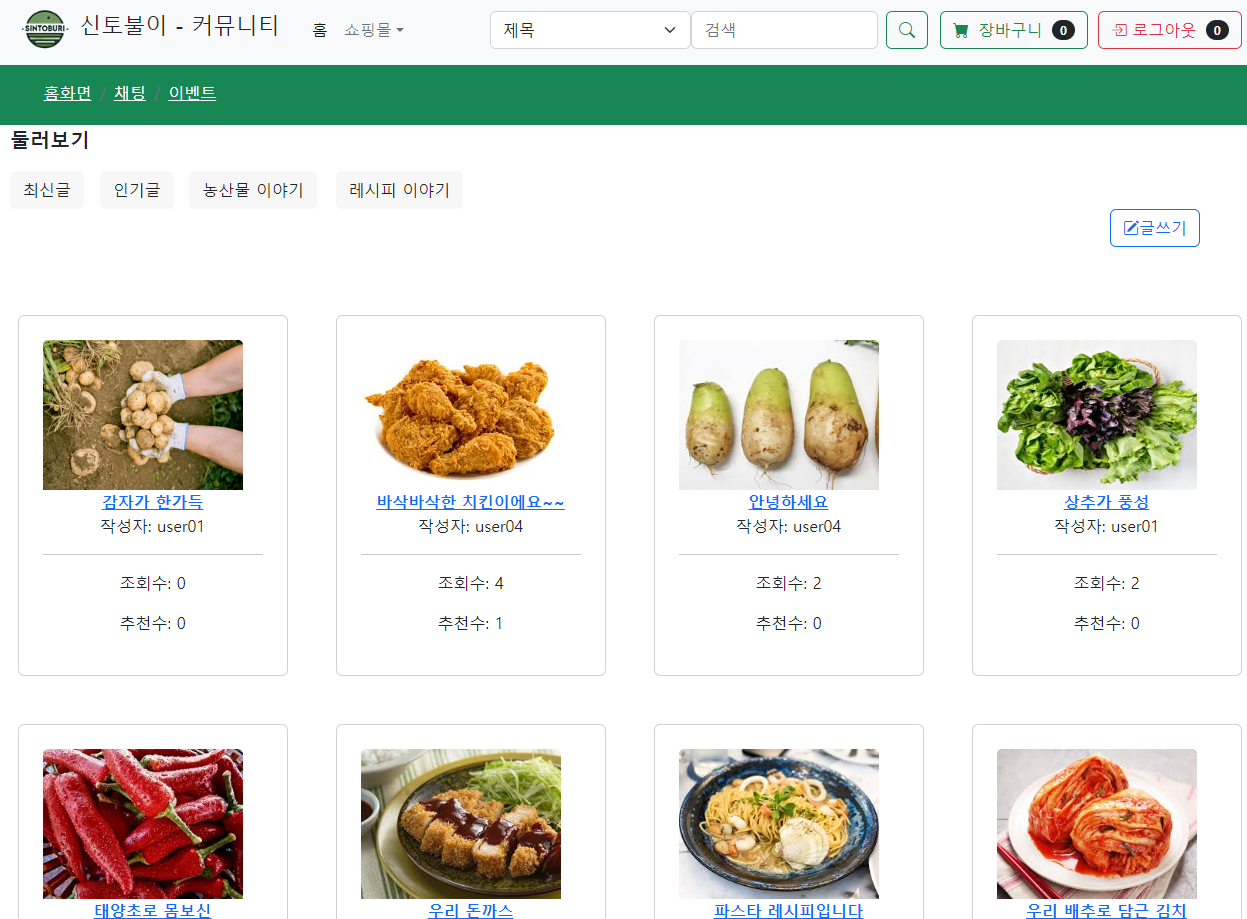 SINTOBURI
신토불이 - 커뮤니티
홈
쇼핑몰
제목
검색
장바구니 0
로그아웃 0
홈화면 / 채팅 / 이벤트
둘러보기
최신글
인기글
농산물 이야기
레시피 이야기
글쓰기
감자가 한가득
작성자: user01
조회수: 0
추천수: 0
바삭바삭한 치킨이에요~~
작성자: user04
조회수: 4
추천수: 1
안녕하세요
작성자: user04
조회수: 2
추천수: 0
상추가 풍성
작성자: user01
조회수: 2
추천수: 0
태양초로 몸보신
우리 돈까스
파스타 레시피입니다
우리 배추로 담근 김치